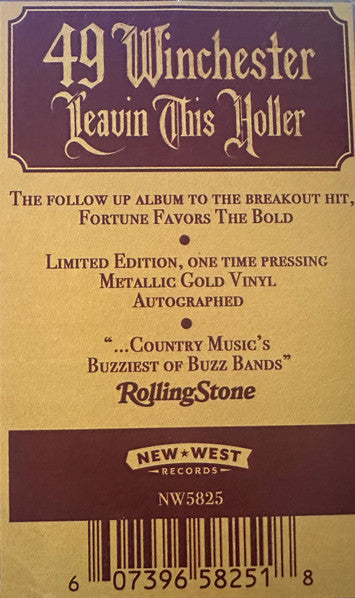 49 Winchester
Leavin This Holler
The follow up album to the breakout hit,
Fortune Favors The Bold
•
Limited Edition, one time pressing
Metallic Gold Vinyl
Autographed
•
“...Country Music’s
Buzziest of Buzz Bands”
RollingStone
NEW★WEST
RECORDS
NW5825
6 07396 58251 8